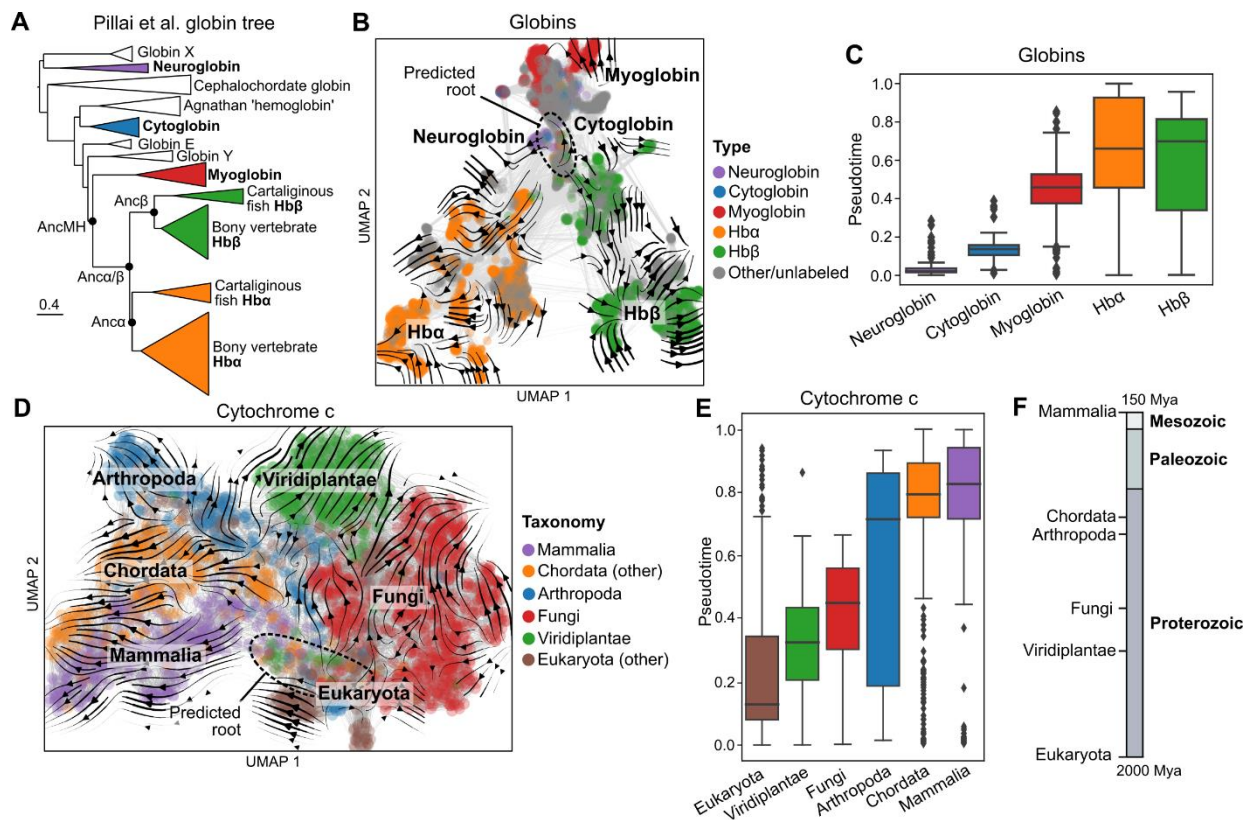 A
Pillai et al. globin tree
Globin X
Neuroglobin
Cephalochordate globin
Agnathan 'hemoglobin'
Cytoglobin
Globin E
Globin Y
Myoglobin
Cartaliginous
fish Hbβ
Ancβ
Bony vertebrate
Hbβ
AncMH
Ancα/β
Cartaliginous
fish Hbα
0.4
Ancα
Bony vertebrate
Hbα
B
Globins
Predicted
root
Myoglobin
Neuroglobin
Cytoglobin
Hbα
Hbβ
UMAP 2
UMAP 1
Type
Neuroglobin
Cytoglobin
Myoglobin
Hbα
Hbβ
Other/unlabeled
C
Globins
Pseudotime
1.0
0.8
0.6
0.4
0.2
0.0
Neuroglobin
Cytoglobin
Myoglobin
Hbα
Hbβ
D
Cytochrome c
Arthropoda
Viridiplantae
Chordata
Fungi
Mammalia
Eukaryota
Predicted
root
UMAP 2
UMAP 1
Taxonomy
Mammalia
Chordata (other)
Arthropoda
Fungi
Viridiplantae
Eukaryota (other)
E
Cytochrome c
Pseudotime
1.0
0.8
0.6
0.4
0.2
0.0
Eukaryota
Viridiplantae
Fungi
Arthropoda
Chordata
Mammalia
F
150 Mya
Mammalia
Mesozoic
Paleozoic
Chordata
Arthropoda
Fungi
Proterozoic
Viridiplantae
Eukaryota
2000 Mya